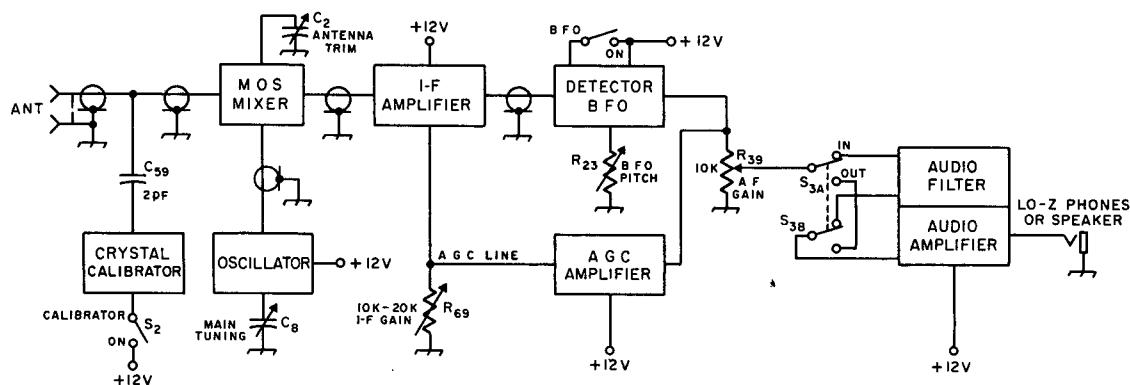 C2
ANTENNA
TRIM
+12V
BFO
ON
+12V
ANT
MOS
MIXER
I-F
AMPLIFIER
DETECTOR
BFO
C59
2pF
R23
BFO
PITCH
10K
R39
AF
GAIN
IN
S3A
OUT
S3B
AUDIO
FILTER
AUDIO
AMPLIFIER
LO-Z PHONES
OR SPEAKER
CRYSTAL
CALIBRATOR
OSCILLATOR
+12V
AGC LINE
AGC
AMPLIFIER
CALIBRATOR
S2
ON
+12V
MAIN
TUNING
C8
10K-20K
I-F GAIN
R69
+12V
+12V